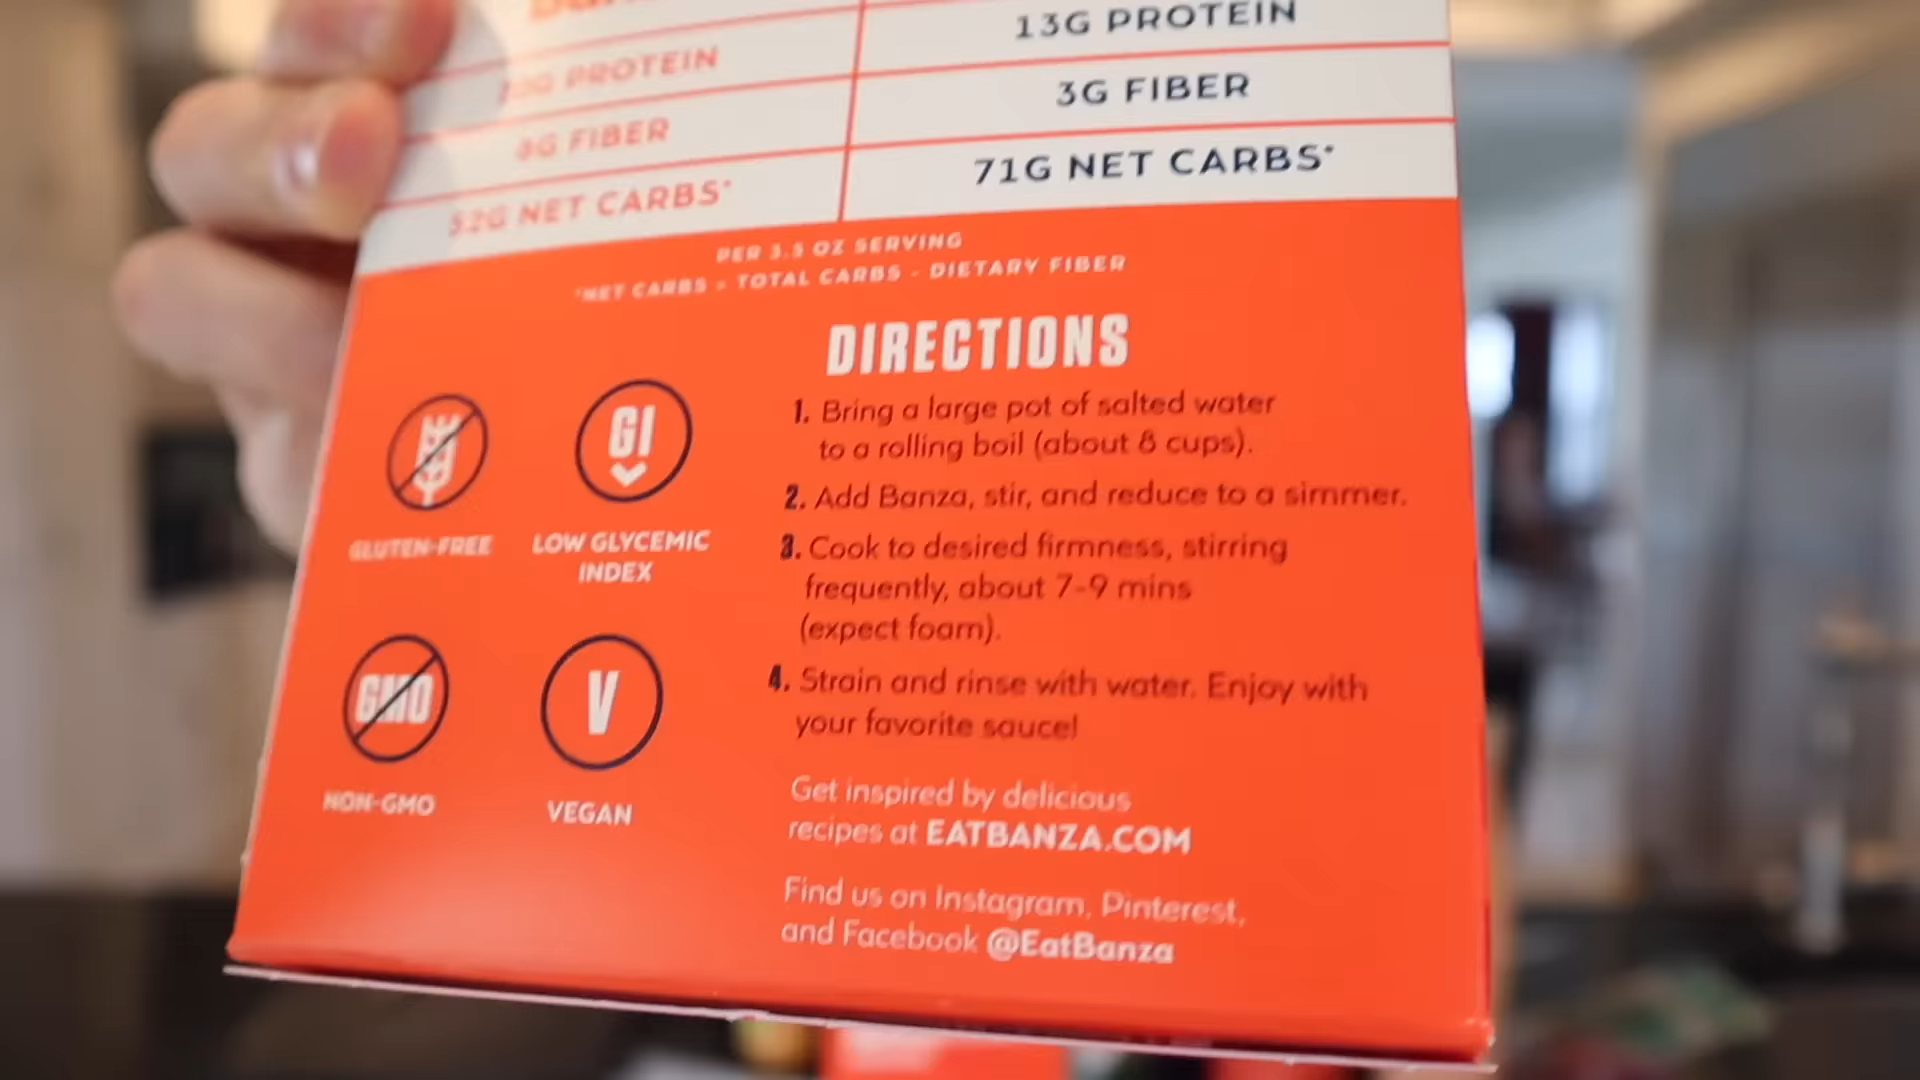 13G PROTEIN
20G PROTEIN
3G FIBER
8G FIBER
71G NET CARBS*
52G NET CARBS*
PER 3.5 OZ SERVING
*NET CARBS = TOTAL CARBS - DIETARY FIBER
DIRECTIONS
1. Bring a large pot of salted water
to a rolling boil (about 8 cups).
2. Add Banza, stir, and reduce to a simmer.
3. Cook to desired firmness, stirring
frequently, about 7-9 mins
(expect foam).
4. Strain and rinse with water. Enjoy with
your favorite sauce!
GLUTEN-FREE
GI
LOW GLYCEMIC
INDEX
GMO
NON-GMO
V
VEGAN
Get inspired by delicious
recipes at EATBANZA.COM
Find us on Instagram, Pinterest,
and Facebook @EatBanza